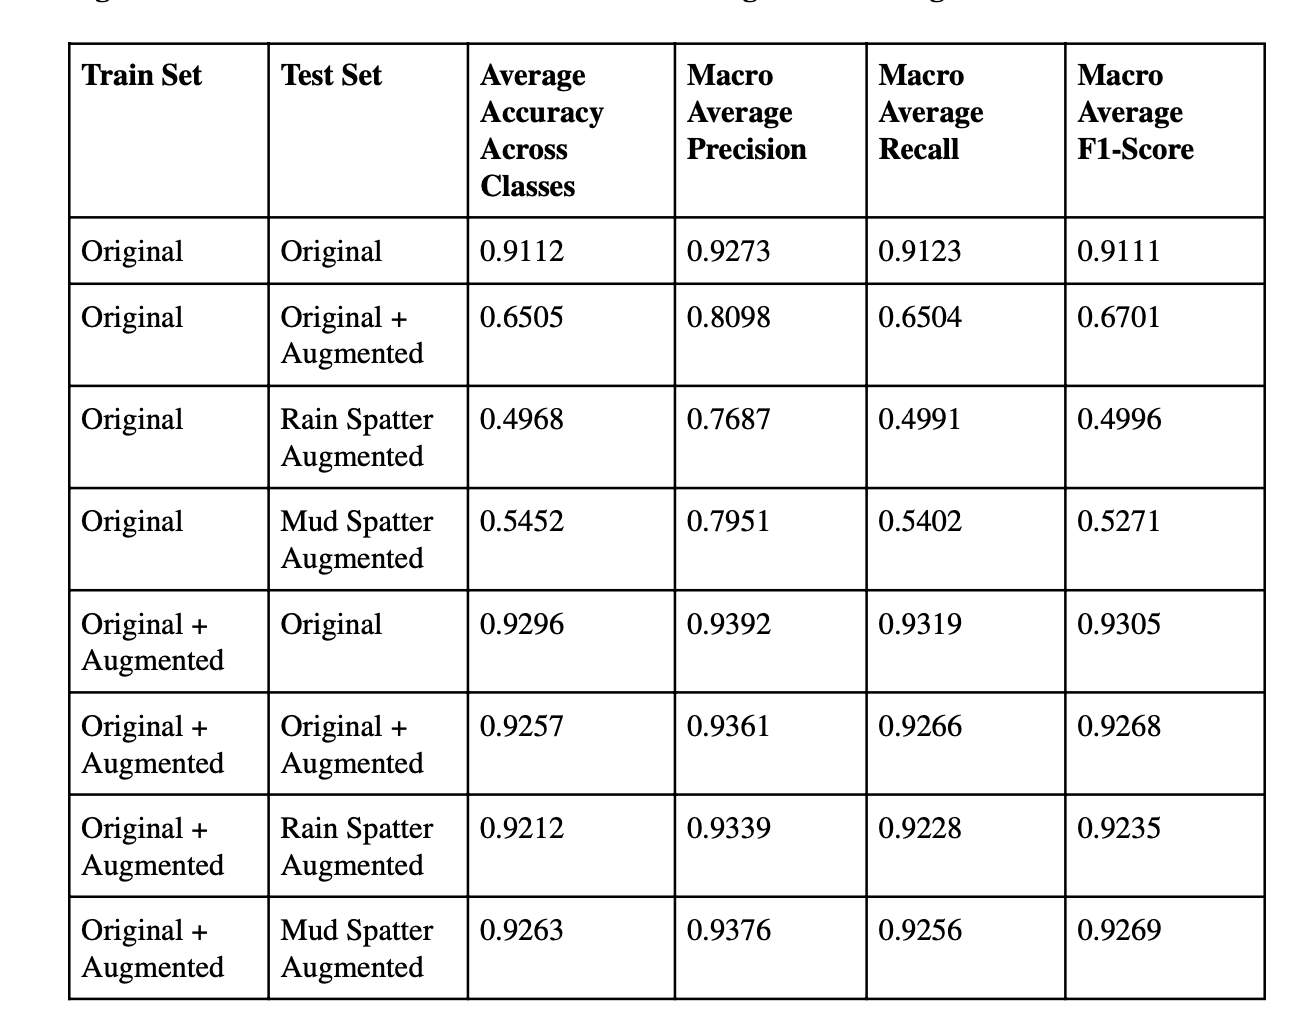 Train Set Test Set Average Accuracy Across Classes Macro Average Precision Macro Average Recall Macro Average F1-Score
Original Original 0.9112 0.9273 0.9123 0.9111
Original Original + Augmented 0.6505 0.8098 0.6504 0.6701
Original Rain Spatter Augmented 0.4968 0.7687 0.4991 0.4996
Original Mud Spatter Augmented 0.5452 0.7951 0.5402 0.5271
Original + Augmented Original 0.9296 0.9392 0.9319 0.9305
Original + Augmented Original + Augmented 0.9257 0.9361 0.9266 0.9268
Original + Augmented Rain Spatter Augmented 0.9212 0.9339 0.9228 0.9235
Original + Augmented Mud Spatter Augmented 0.9263 0.9376 0.9256 0.9269